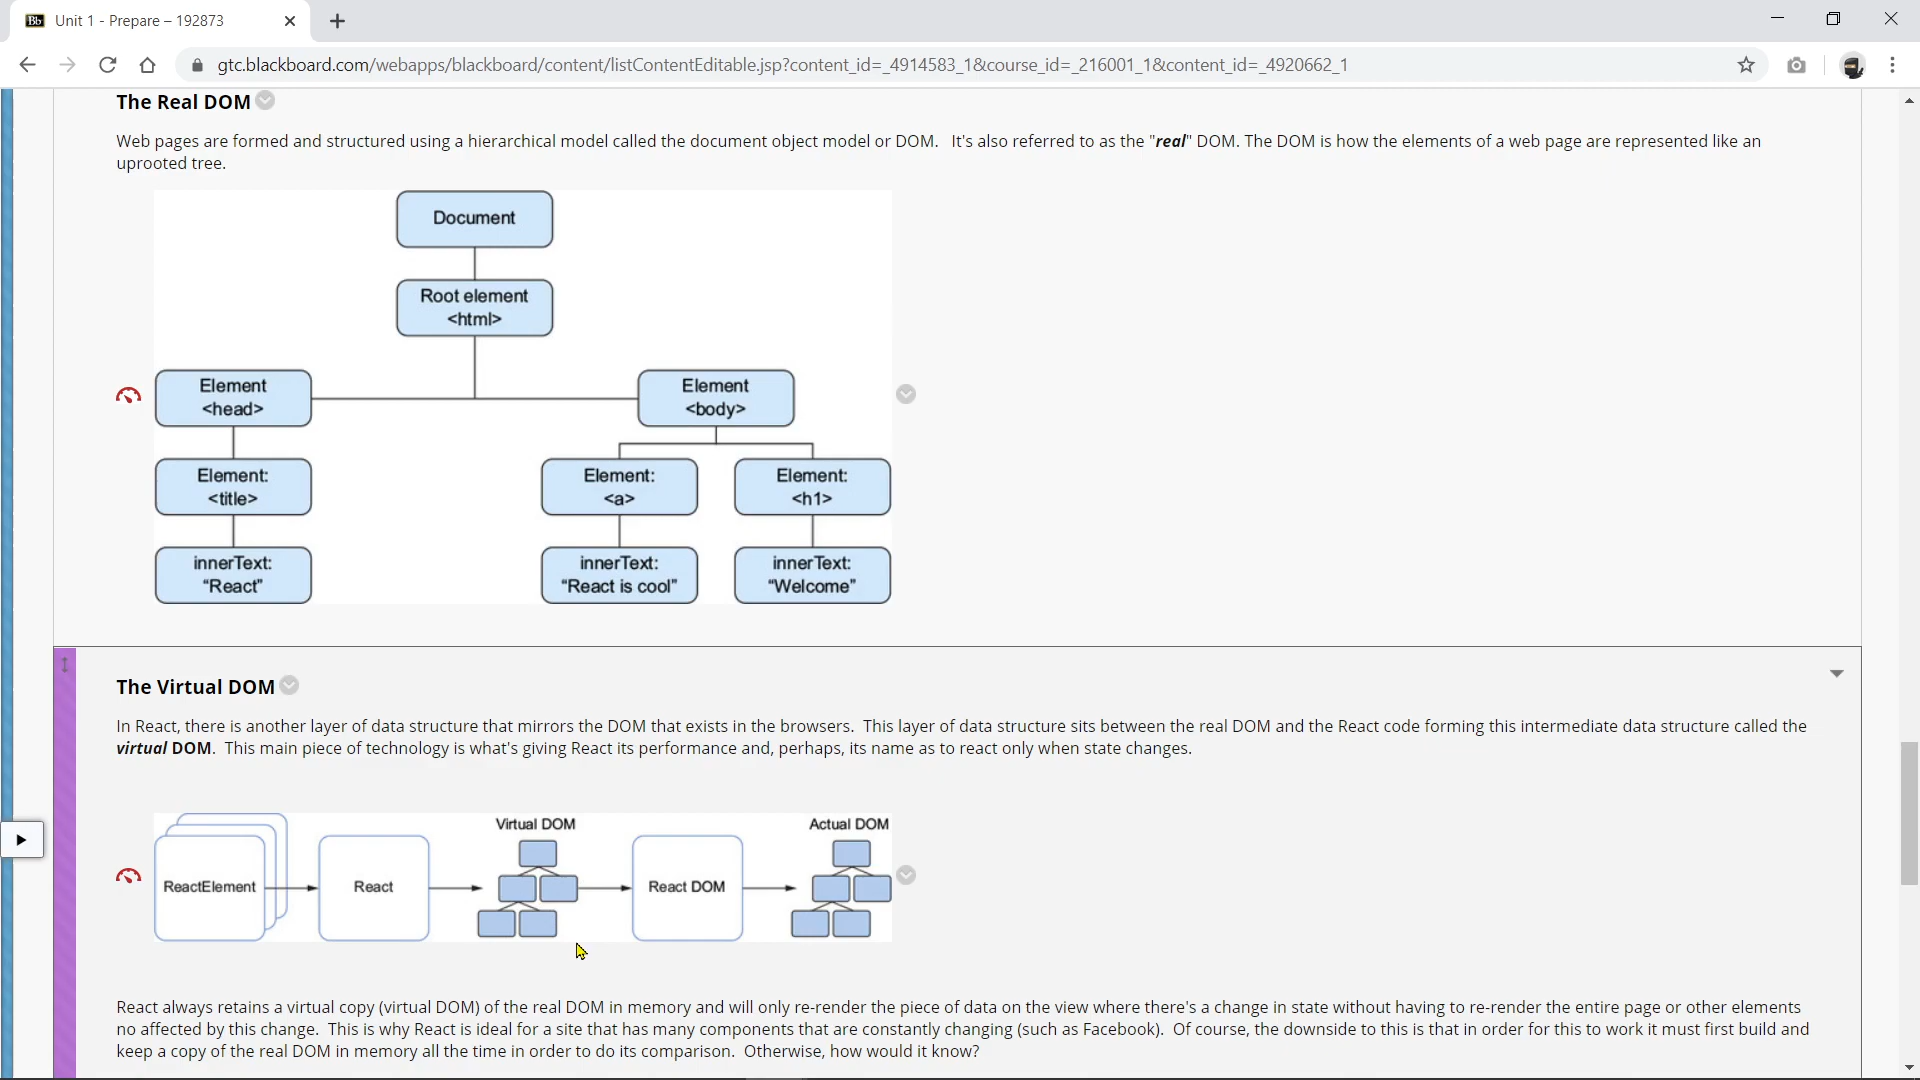 Unit 1 - Prepare – 192873
gtc.blackboard.com/webapps/blackboard/content/listContentEditable.jsp?content_id=_4914583_1&course_id=_216001_1&content_id=_4920662_1
The Real DOM
Web pages are formed and structured using a hierarchical model called the document object model or DOM.   It's also referred to as the "real" DOM. The DOM is how the elements of a web page are represented like an
uprooted tree.
Document
Root element
<html>
Element
<head>
Element
<body>
Element:
<title>
Element:
<a>
Element:
<h1>
innerText:
“React”
innerText:
“React is cool”
innerText:
“Welcome”
The Virtual DOM
In React, there is another layer of data structure that mirrors the DOM that exists in the browsers.  This layer of data structure sits between the real DOM and the React code forming this intermediate data structure called the
virtual DOM.  This main piece of technology is what's giving React its performance and, perhaps, its name as to react only when state changes.
Virtual DOM
Actual DOM
ReactElement
React
React DOM
React always retains a virtual copy (virtual DOM) of the real DOM in memory and will only re-render the piece of data on the view where there's a change in state without having to re-render the entire page or other elements
no affected by this change.  This is why React is ideal for a site that has many components that are constantly changing (such as Facebook).  Of course, the downside to this is that in order for this to work it must first build and
keep a copy of the real DOM in memory all the time in order to do its comparison.  Otherwise, how would it know?